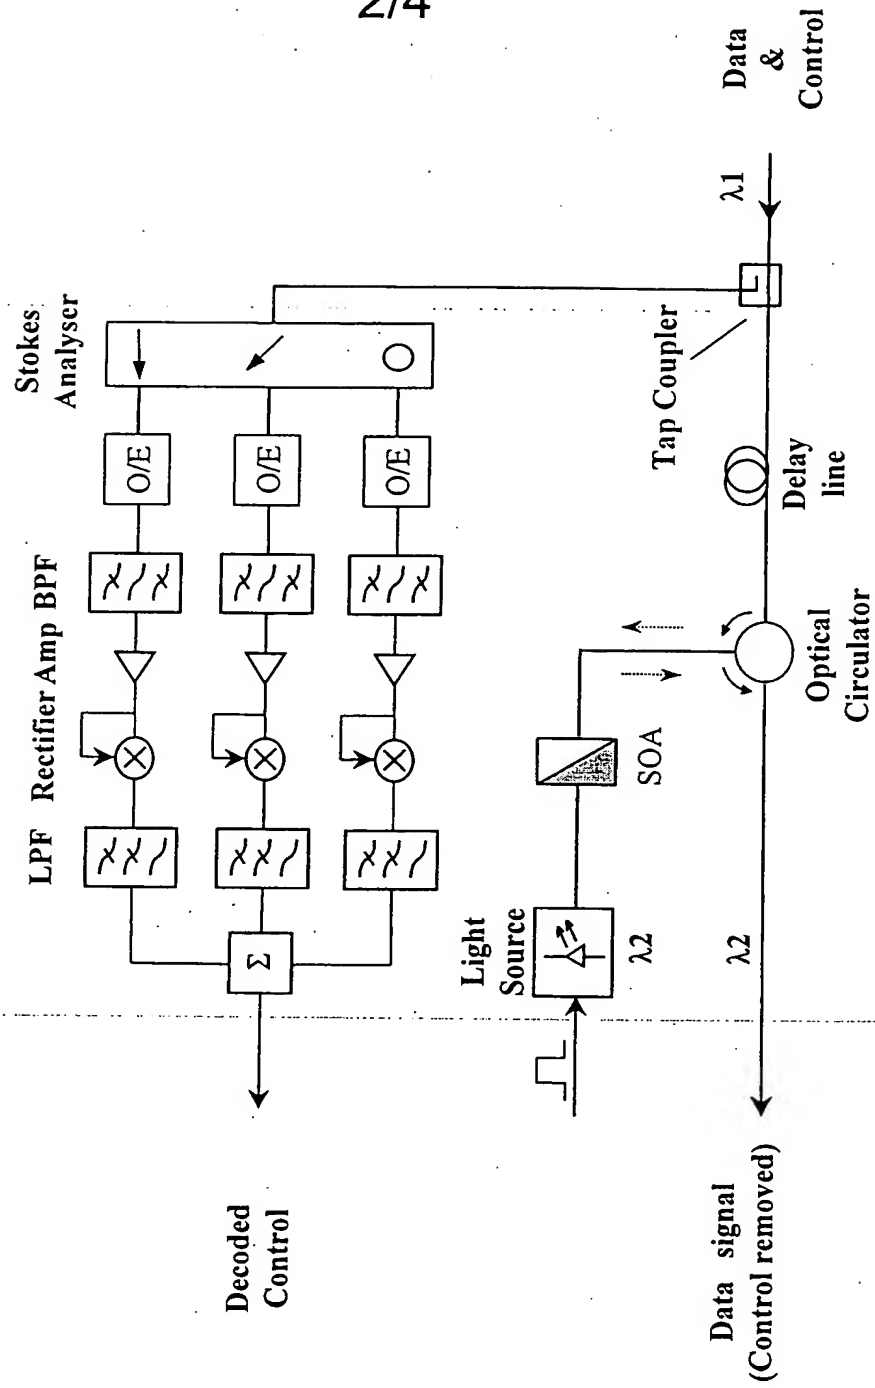 2/4
Stokes
Analyser
O/E
O/E
O/E
LPF Rectifier Amp BPF
Σ
Decoded
Control
Light
Source
λ2
SOA
Tap Coupler
λ1
Data
&
Control
Delay
line
Optical
Circulator
λ2
Data signal
(Control removed)